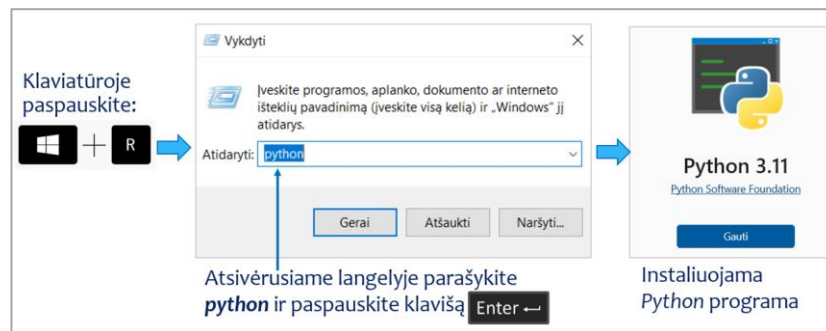 Klaviatūroje
paspauskite:
+ R
Vykdyti
Įveskite programos, aplanko, dokumento ar interneto
išteklių pavadinimą (įveskite visą kelią) ir „Windows“ jį
atidarys.
Atidaryti: python
Gerai Atšaukti Naršyti...
Atsivėrusiame langelyje parašykite
python ir paspauskite klavišą Enter
Python 3.11
Python Software Foundation
Gauti
Instaliuojama
Python programa